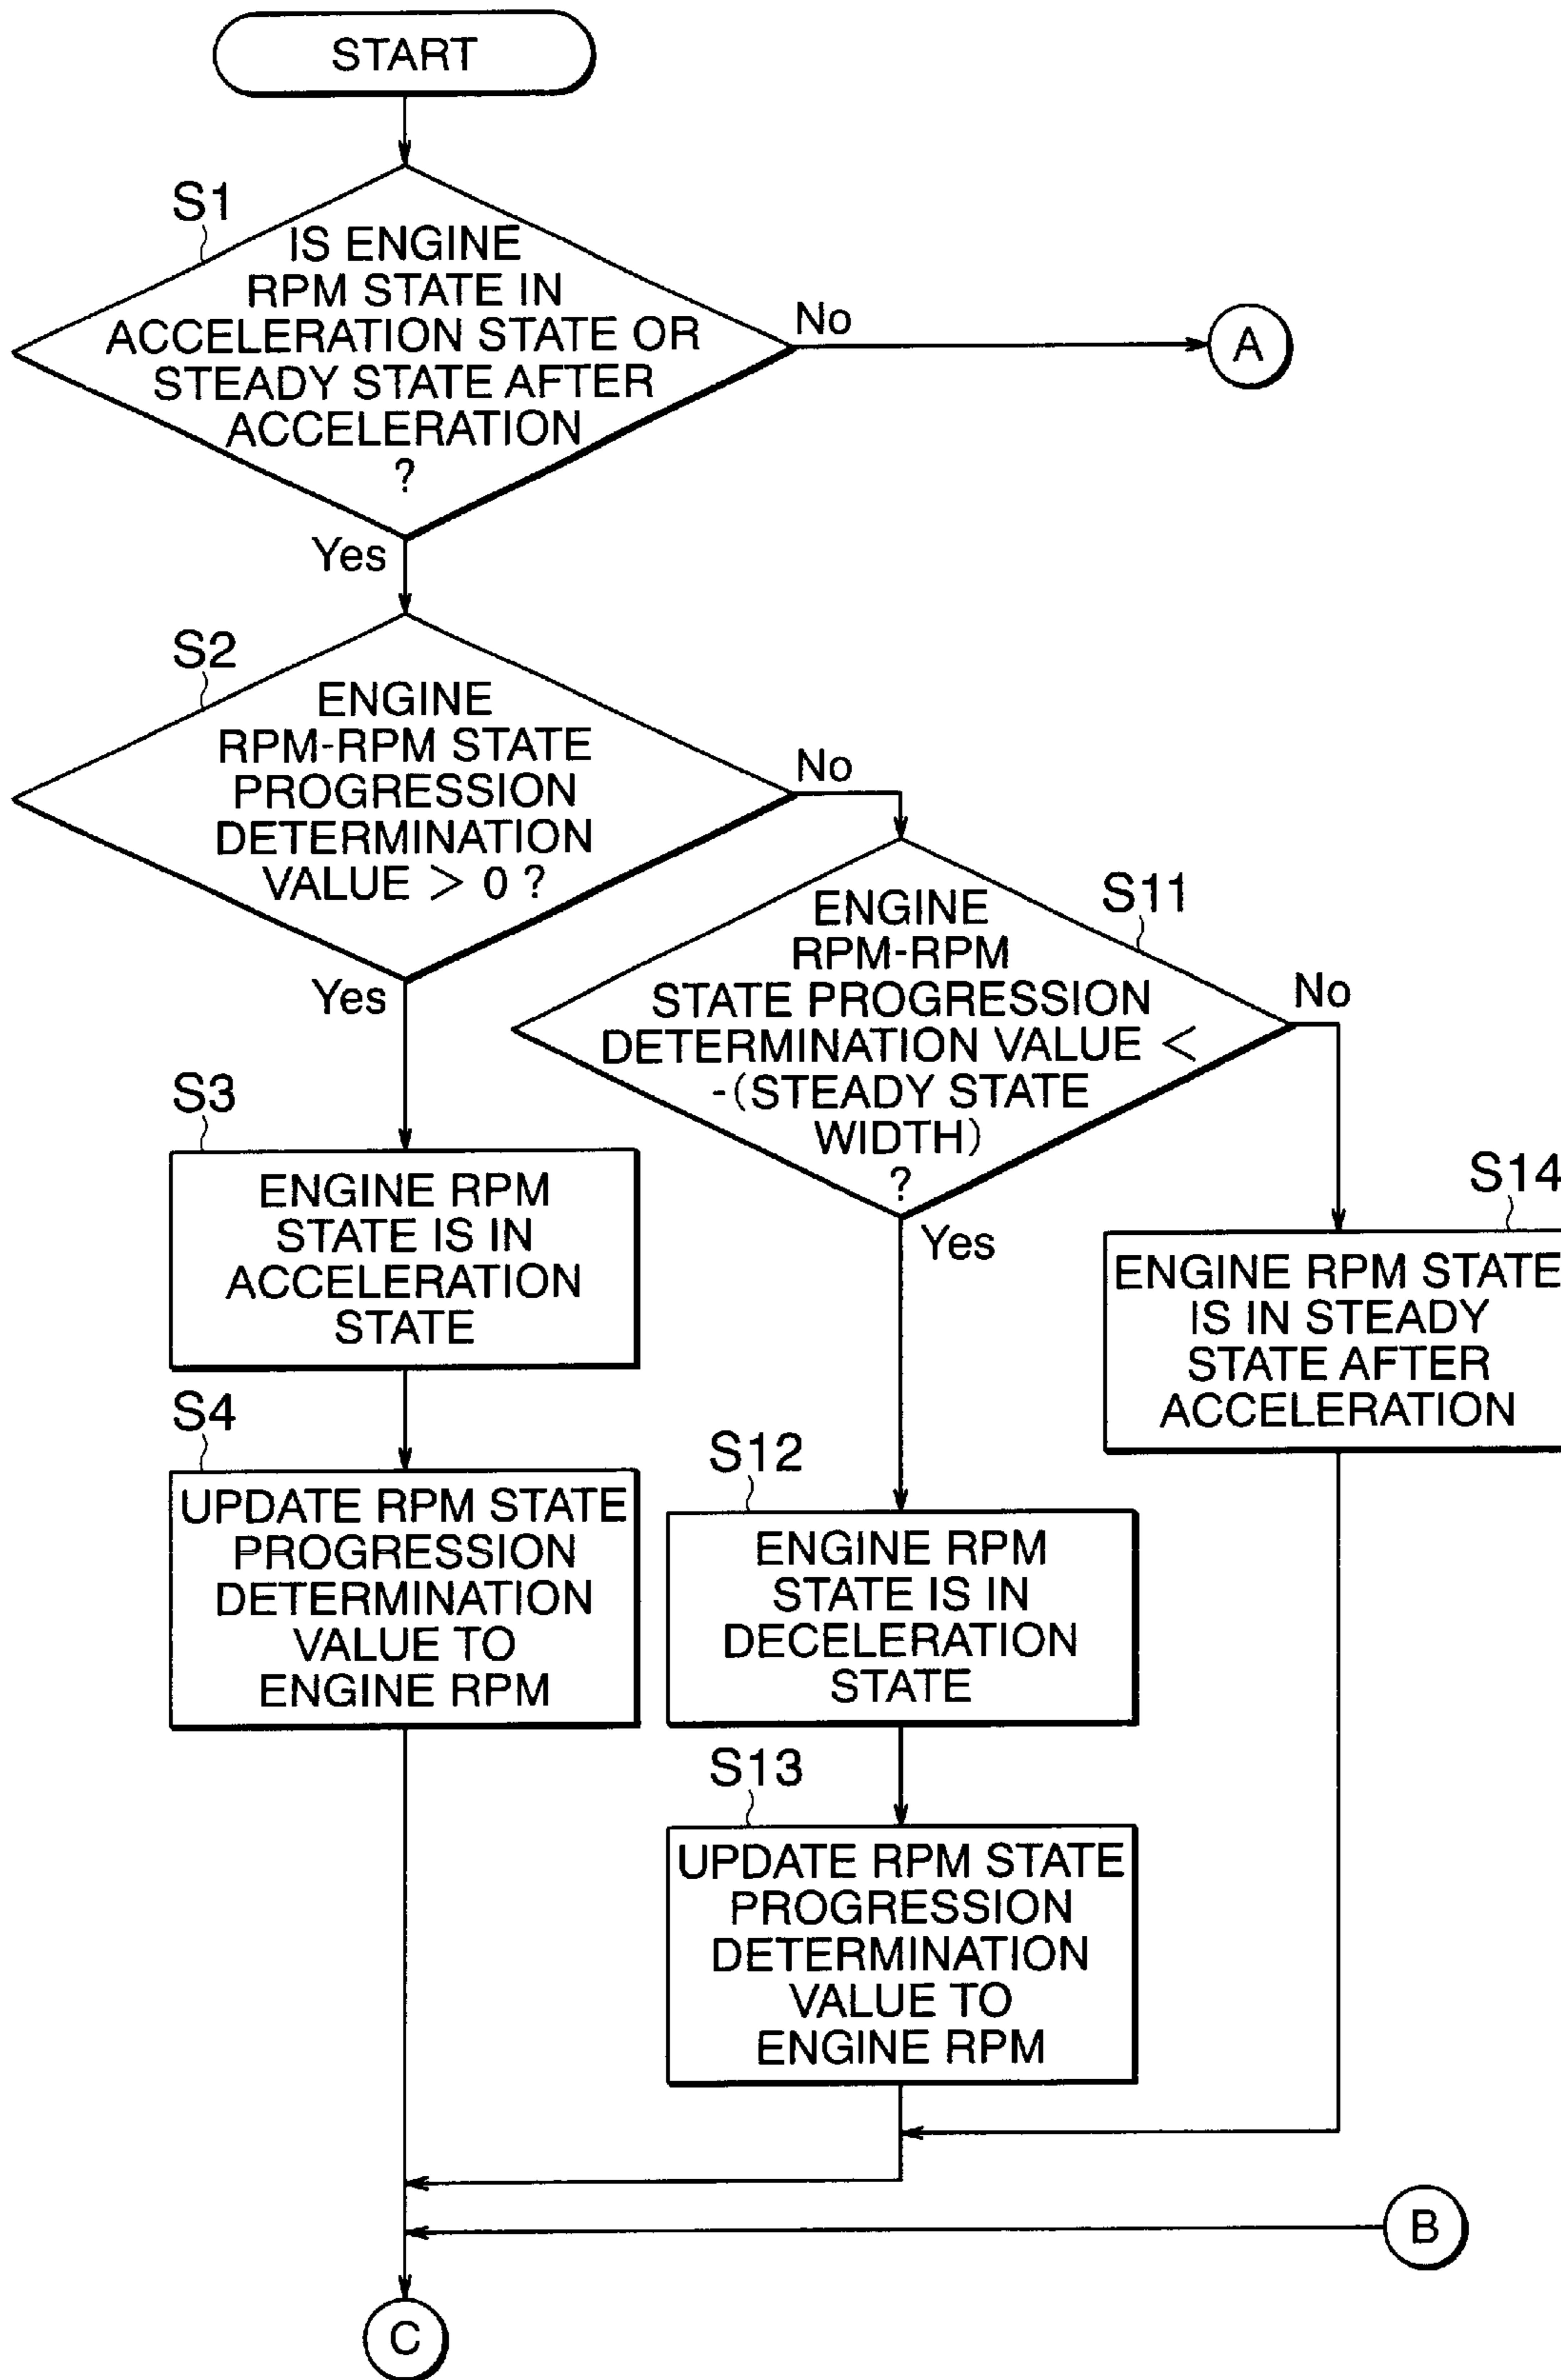 START
S1
IS ENGINE
RPM STATE IN
ACCELERATION STATE OR
STEADY STATE AFTER
ACCELERATION
?
No
A
Yes
S2
ENGINE
RPM-RPM STATE
PROGRESSION
DETERMINATION
VALUE > 0 ?
No
Yes
S11
ENGINE
RPM-RPM
STATE PROGRESSION
DETERMINATION VALUE <
-(STEADY STATE
WIDTH)
?
No
Yes
S3
ENGINE RPM
STATE IS IN
ACCELERATION
STATE
S14
ENGINE RPM STATE
IS IN STEADY
STATE AFTER
ACCELERATION
S4
UPDATE RPM STATE
PROGRESSION
DETERMINATION
VALUE TO
ENGINE RPM
S12
ENGINE RPM
STATE IS IN
DECELERATION
STATE
S13
UPDATE RPM STATE
PROGRESSION
DETERMINATION
VALUE TO
ENGINE RPM
B
C